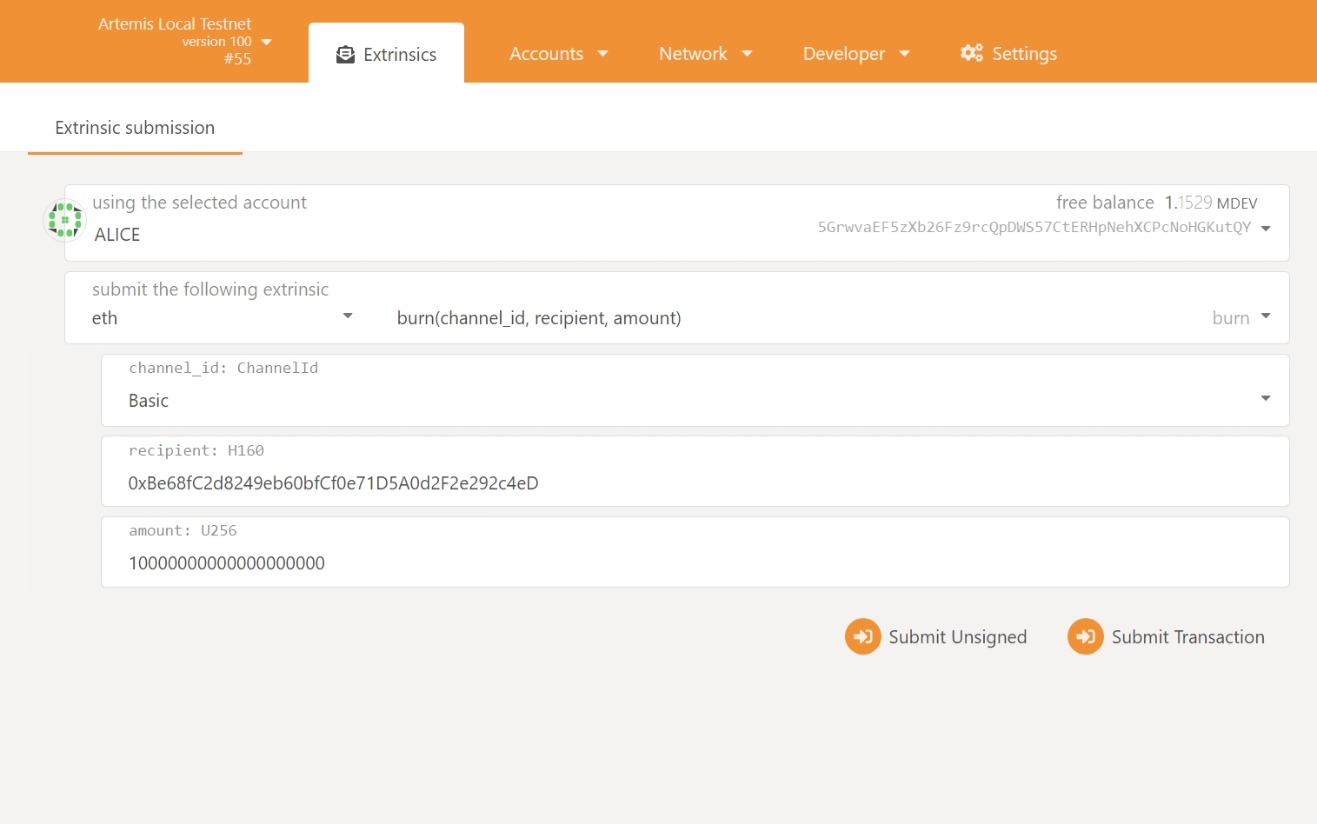 Artemis Local Testnet
version 100
#55
Extrinsics
Accounts
Network
Developer
Settings
Extrinsic submission
using the selected account
free balance 1.1529 MDEV
ALICE
5GrwvaEF5zXb26Fz9rcQpDWS57CtERHpNehXCPcNoHGKutQY
submit the following extrinsic
eth
burn(channel_id, recipient, amount)
burn
channel_id: ChannelId
Basic
recipient: H160
0xBe68fC2d8249eb60bfCf0e71D5A0d2F2e292c4eD
amount: U256
10000000000000000000
Submit Unsigned
Submit Transaction